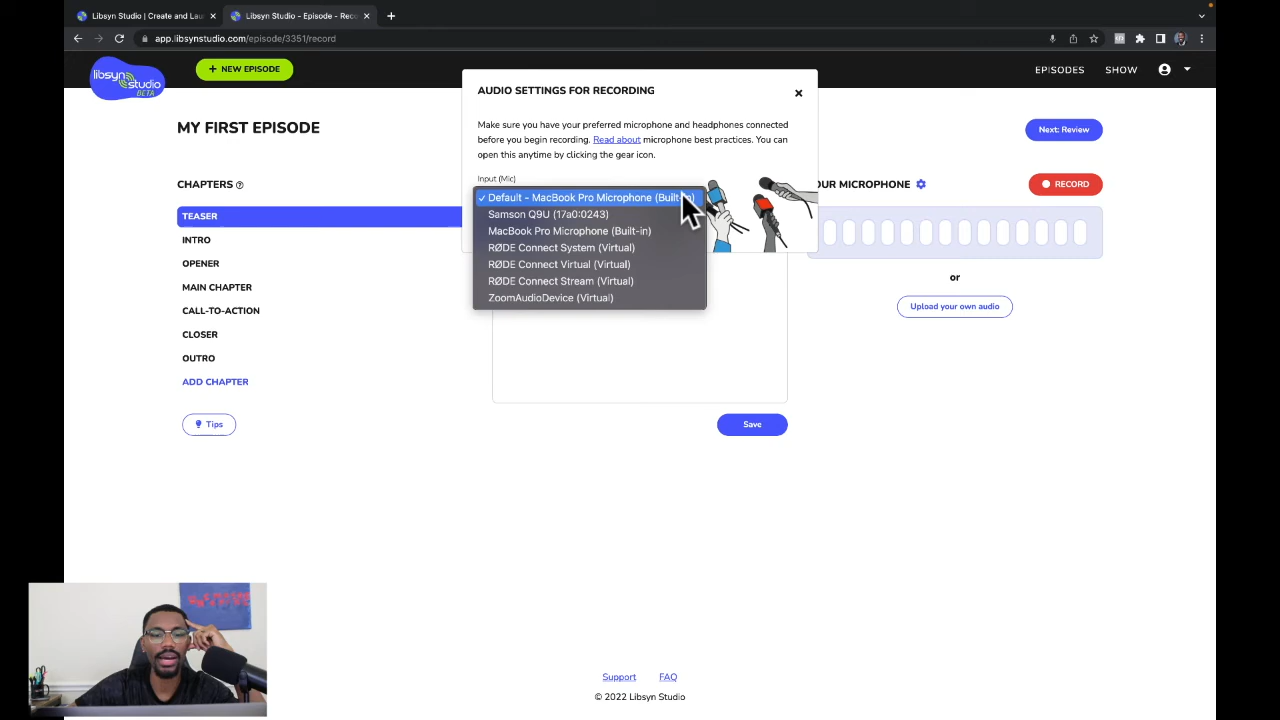 Libsyn Studio | Create and Lau
Libsyn Studio - Episode - Reco
app.libsynstudio.com/episode/3351/record
libsyn
studio
BETA
+ NEW EPISODE
EPISODES
SHOW
AUDIO SETTINGS FOR RECORDING
Make sure you have your preferred microphone and headphones connected
before you begin recording. Read about microphone best practices. You can
open this anytime by clicking the gear icon.
Input (Mic)
✓ Default - MacBook Pro Microphone (Built-in)
Samson Q9U (17a0:0243)
MacBook Pro Microphone (Built-in)
RØDE Connect System (Virtual)
RØDE Connect Virtual (Virtual)
RØDE Connect Stream (Virtual)
ZoomAudioDevice (Virtual)
MY FIRST EPISODE
Next: Review
CHAPTERS
TEASER
INTRO
OPENER
MAIN CHAPTER
CALL-TO-ACTION
CLOSER
OUTRO
ADD CHAPTER
Tips
Save
OUR MICROPHONE
RECORD
or
Upload your own audio
Support
FAQ
© 2022 Libsyn Studio